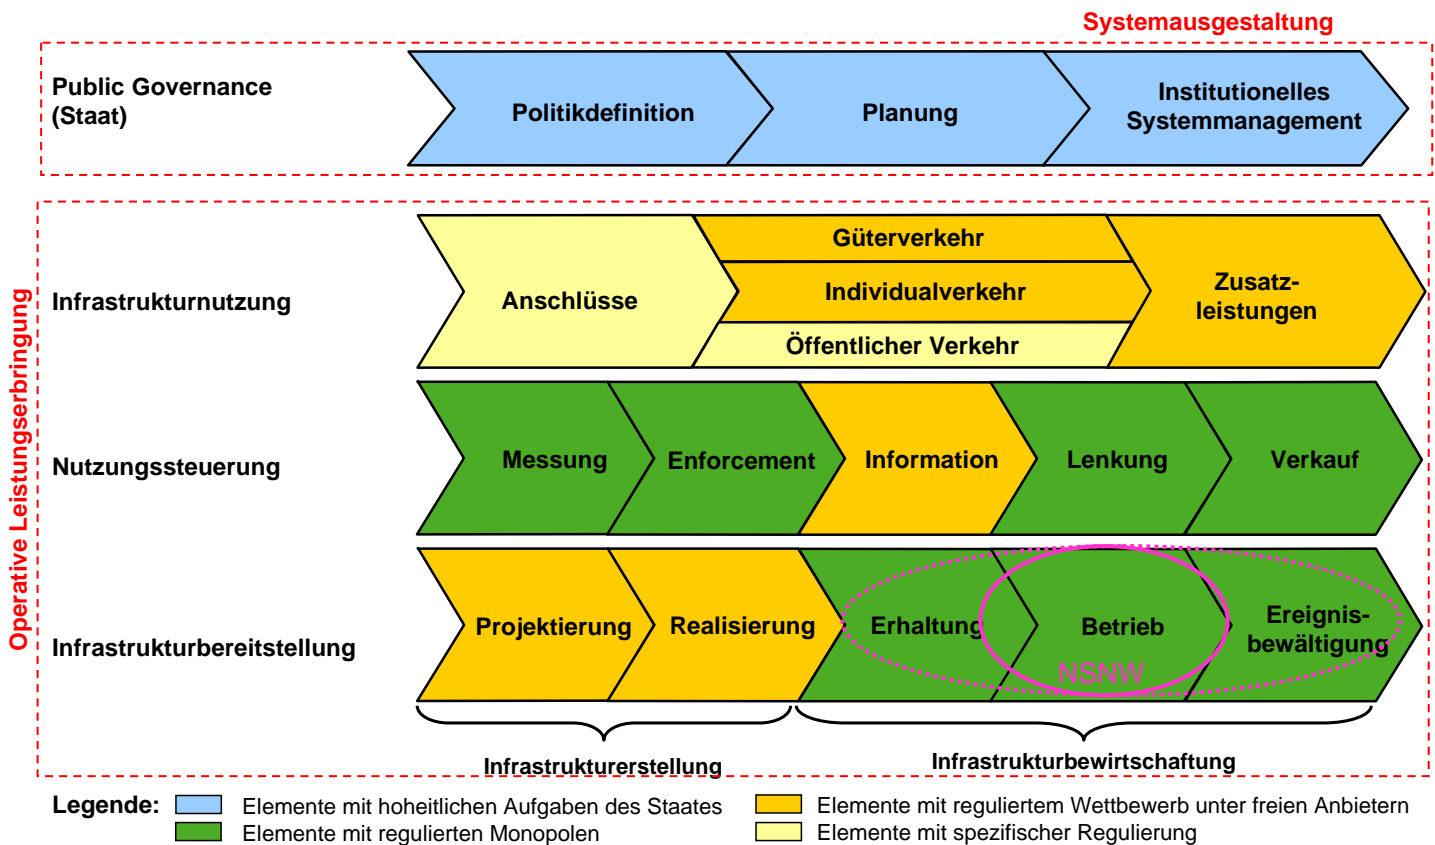 Systemausgestaltung
Public Governance
(Staat)
Politikdefinition
Planung
Institutionelles
Systemmanagement
Operative Leistungserbringung
Infrastrukturnutzung
Anschlüsse
Güterverkehr
Individualverkehr
Öffentlicher Verkehr
Zusatz-
leistungen
Nutzungssteuerung
Messung
Enforcement
Information
Lenkung
Verkauf
Infrastrukturbereitstellung
Projektierung
Realisierung
Erhaltung
Betrieb
Ereignis-
bewältigung
NSNW
Infrastrukturerstellung
Infrastrukturbewirtschaftung
Legende:
Elemente mit hoheitlichen Aufgaben des Staates
Elemente mit reguliertem Wettbewerb unter freien Anbietern
Elemente mit regulierten Monopolen
Elemente mit spezifischer Regulierung